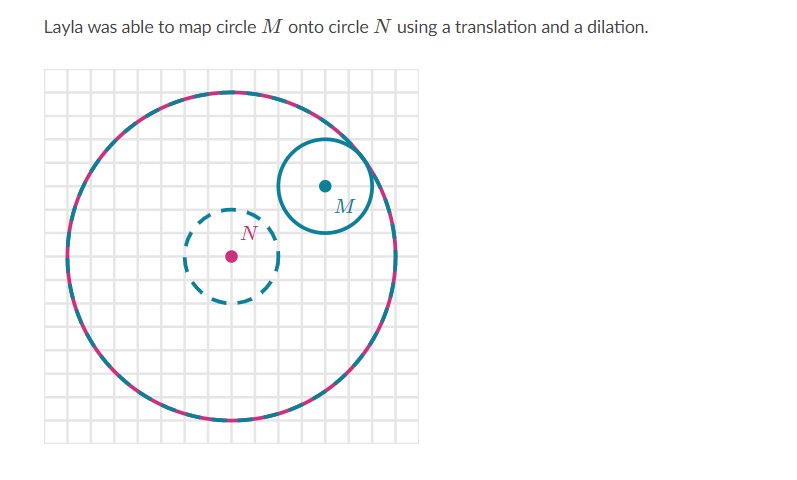 Layla was able to map circle M onto circle N using a translation and a dilation.
M
N